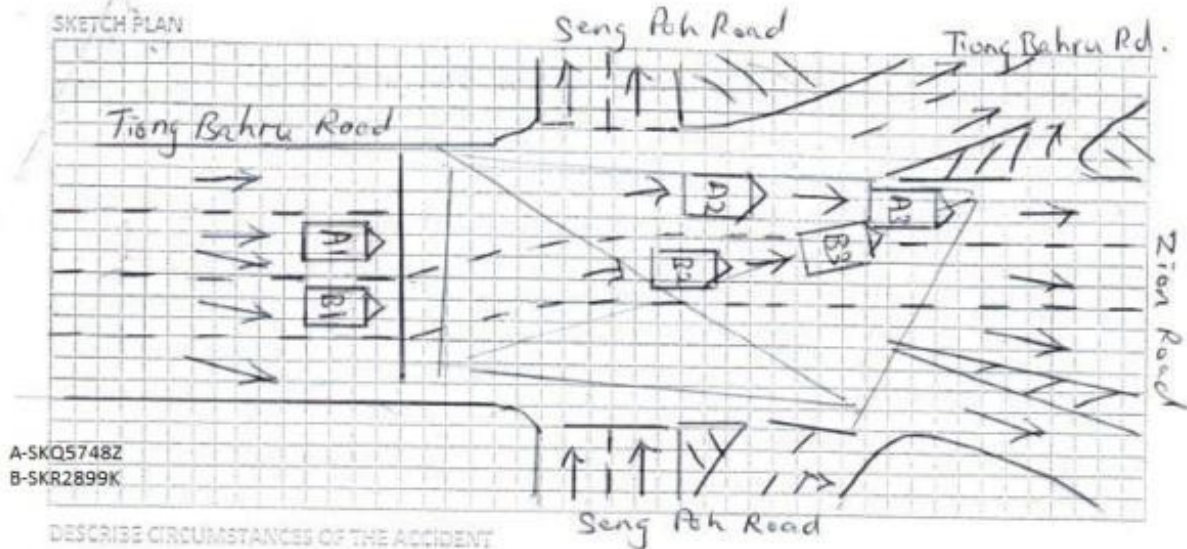 SKETCH PLAN
Seng Poh Road
Tiong Bahru Rd.
Tiong Bahru Road
A1
B1
A2
B2
A3
B3
Zion Road
A-SKQ5748Z
B-SKR2899K
Seng Poh Road
DESCRIBE CIRCUMSTANCES OF THE ACCIDENT